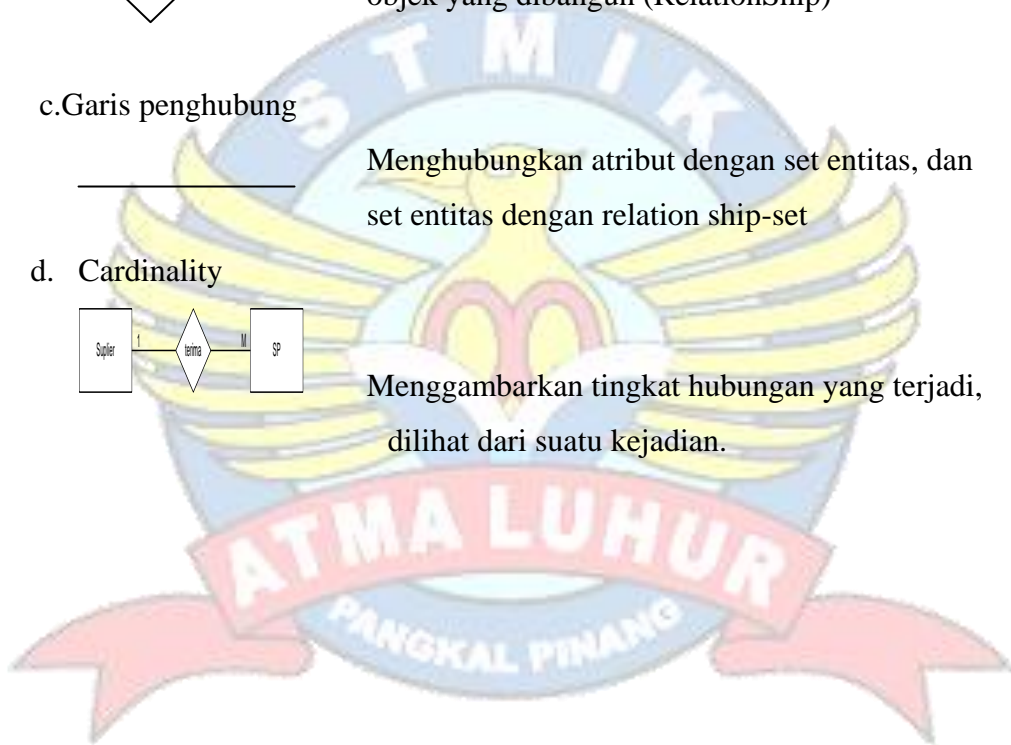 objek yang dibangun (RelationShip)
c.Garis penghubung
Menghubungkan atribut dengan set entitas, dan
set entitas dengan relation ship-set
d. Cardinality
Suplier 1 terima M SP
Menggambarkan tingkat hubungan yang terjadi,
dilihat dari suatu kejadian.
STMIK
ATMA LUHUR
PANGKAL PINANG